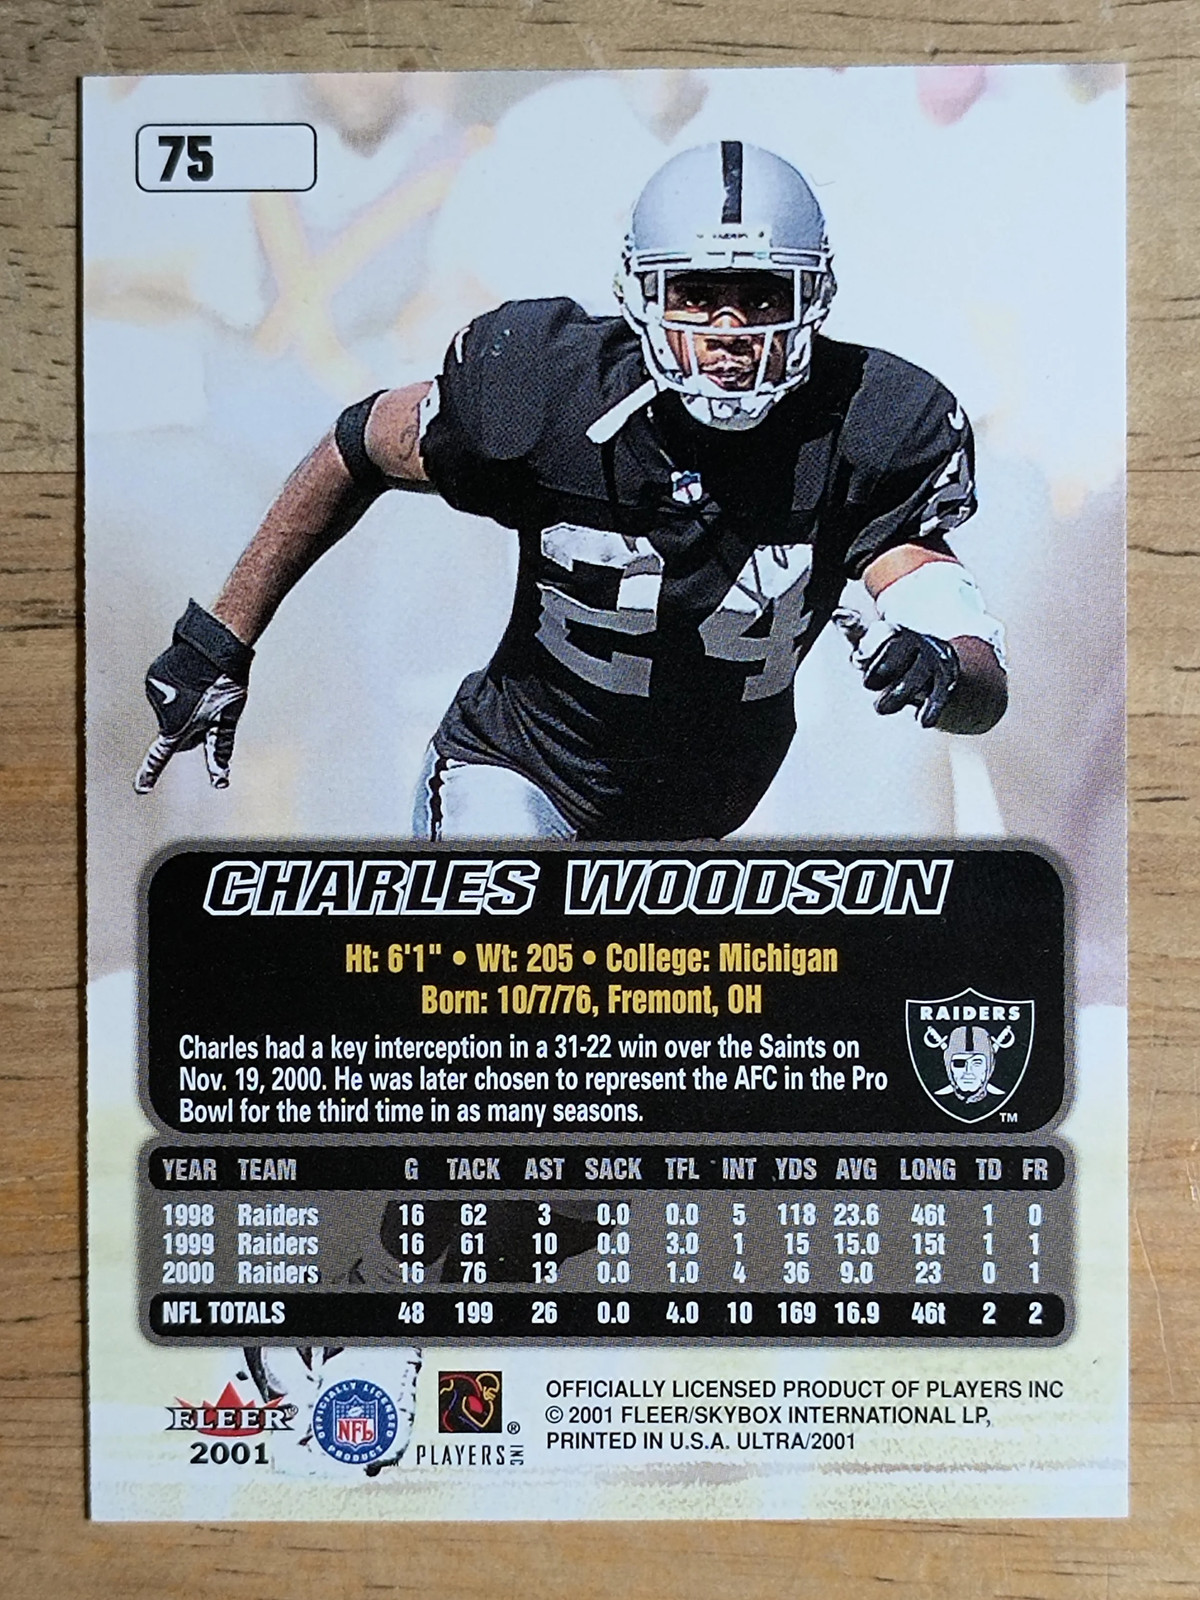 75
24
CHARLES WOODSON
Ht: 6'1" • Wt: 205 • College: Michigan
Born: 10/7/76, Fremont, OH
RAIDERS
TM
Charles had a key interception in a 31-22 win over the Saints on
Nov. 19, 2000. He was later chosen to represent the AFC in the Pro
Bowl for the third time in as many seasons.
YEAR TEAM G TACK AST SACK TFL INT YDS AVG LONG TD FR
1998 Raiders 16 62 3 0.0 0.0 5 118 23.6 46t 1 0
1999 Raiders 16 61 10 0.0 3.0 1 15 15.0 15t 1 1
2000 Raiders 16 76 13 0.0 1.0 4 36 9.0 23 0 1
NFL TOTALS 48 199 26 0.0 4.0 10 169 16.9 46t 2 2
FLEER®
2001
OFFICIALLY LICENSED PRODUCT
NFL
PLAYERS INC ®
OFFICIALLY LICENSED PRODUCT OF PLAYERS INC
© 2001 FLEER/SKYBOX INTERNATIONAL LP,
PRINTED IN U.S.A. ULTRA/2001